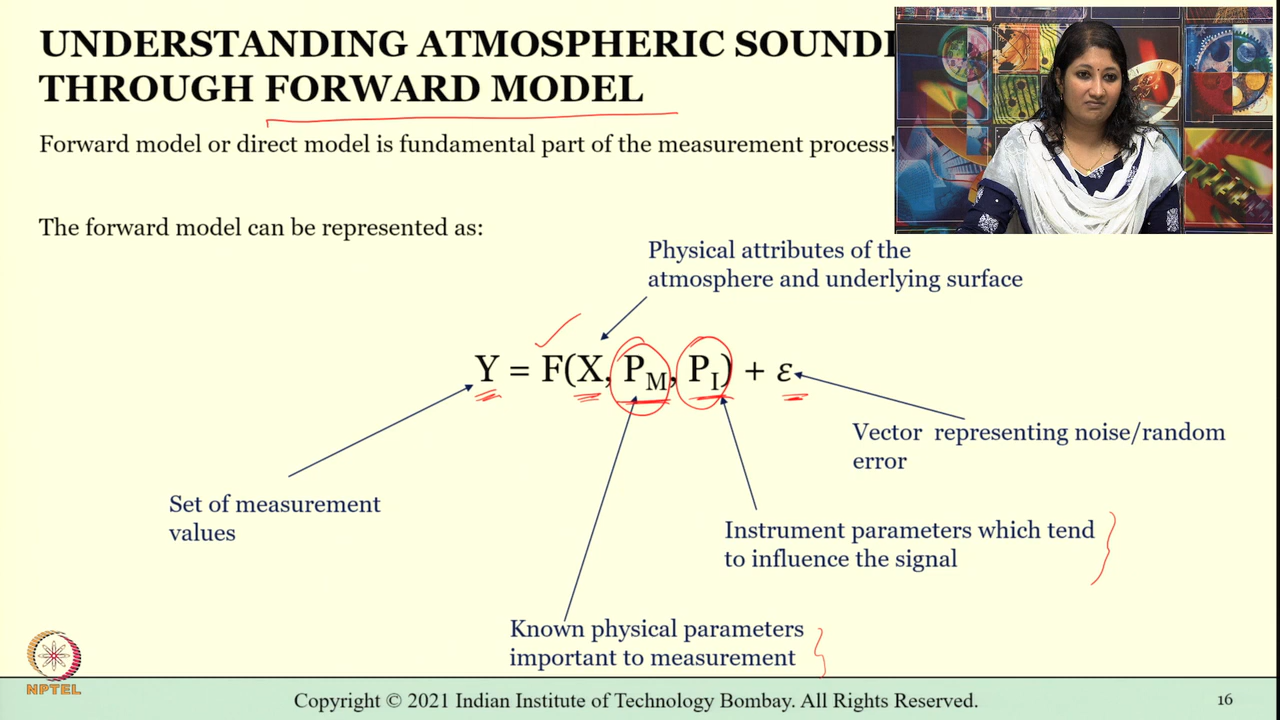 UNDERSTANDING ATMOSPHERIC SOUNDI
THROUGH FORWARD MODEL
Forward model or direct model is fundamental part of the measurement process!
The forward model can be represented as:
Physical attributes of the
atmosphere and underlying surface
Y = F(X, P_M, P_I) + ε
Vector representing noise/random
error
Set of measurement
values
Instrument parameters which tend
to influence the signal
Known physical parameters
important to measurement
NPTEL
Copyright © 2021 Indian Institute of Technology Bombay. All Rights Reserved.
16